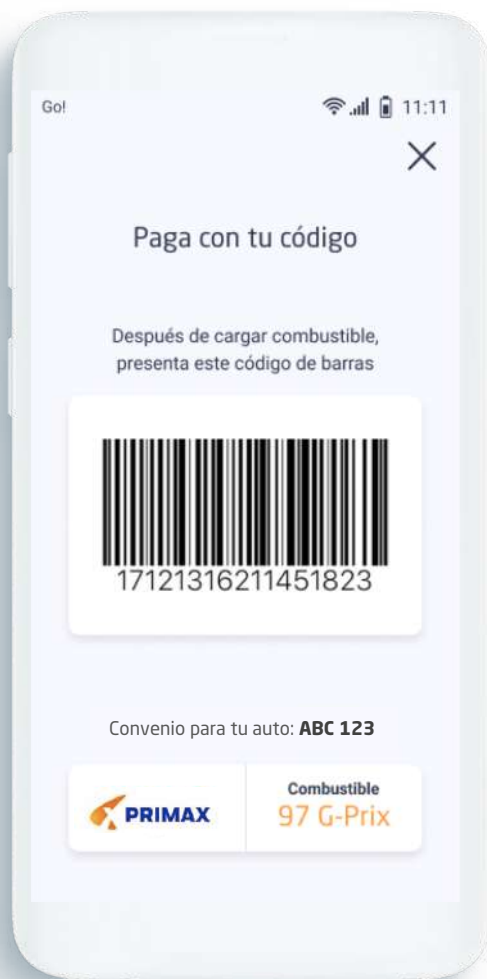 Go!
11:11
Paga con tu código
Después de cargar combustible,
presenta este código de barras
17121316211451823
Convenio para tu auto: ABC 123
PRIMAX
Combustible
97 G-Prix